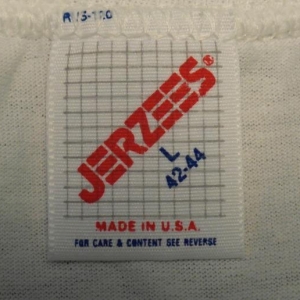 JERZEES®
L
42-44
MADE IN U.S.A.
FOR CARE & CONTENT SEE REVERSE